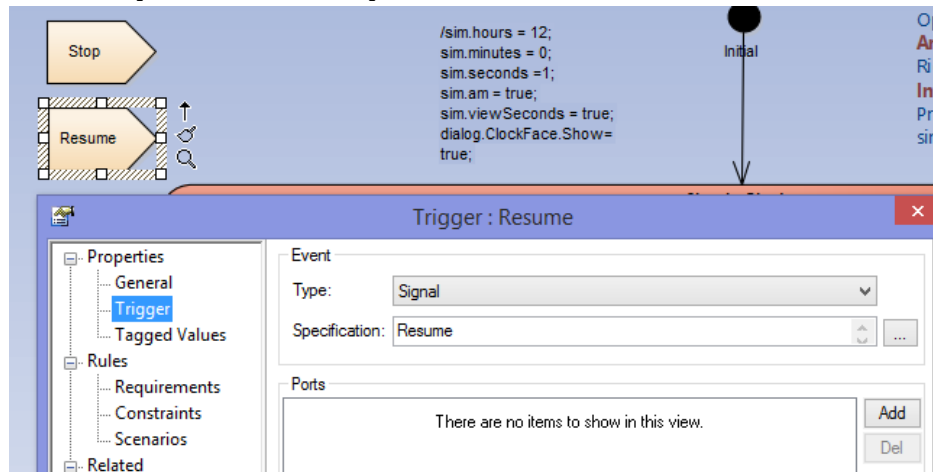 Stop
Resume
/sim.hours = 12;
sim.minutes = 0;
sim.seconds =1;
sim.am = true;
sim.viewSeconds = true;
dialog.ClockFace.Show=
true;
Initial
Trigger : Resume
Properties
General
Trigger
Tagged Values
Rules
Requirements
Constraints
Scenarios
Related
Event
Type:
Signal
Specification:
Resume
...
Ports
There are no items to show in this view.
Add
Del